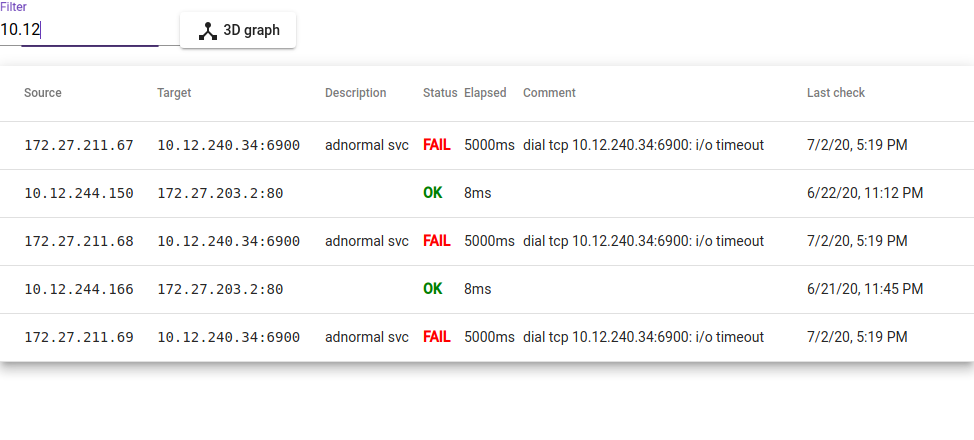 Filter
10.12
3D graph
Source Target Description Status Elapsed Comment Last check
172.27.211.67 10.12.240.34:6900 adnormal svc FAIL 5000ms dial tcp 10.12.240.34:6900: i/o timeout 7/2/20, 5:19 PM
10.12.244.150 172.27.203.2:80 OK 8ms 6/22/20, 11:12 PM
172.27.211.68 10.12.240.34:6900 adnormal svc FAIL 5000ms dial tcp 10.12.240.34:6900: i/o timeout 7/2/20, 5:19 PM
10.12.244.166 172.27.203.2:80 OK 8ms 6/21/20, 11:45 PM
172.27.211.69 10.12.240.34:6900 adnormal svc FAIL 5000ms dial tcp 10.12.240.34:6900: i/o timeout 7/2/20, 5:19 PM